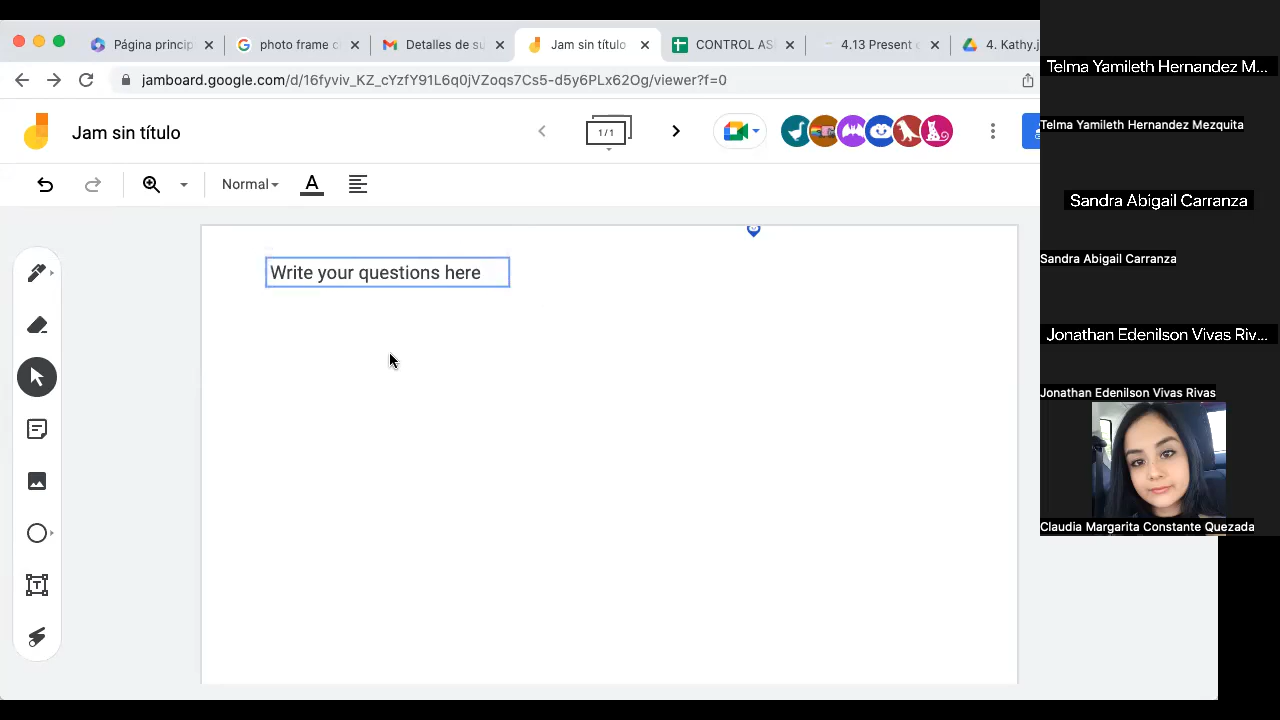 Página princip
photo frame d
Detalles de su
Jam sin título
CONTROL AS
4.13 Present c
4. Kathy.j
jamboard.google.com/d/16fyviv_KZ_cYzfY91L6q0jVZoqs7Cs5-d5y6PLx62Og/viewer?f=0
Jam sin título
1/1
Normal
A
Write your questions here
Telma Yamileth Hernandez M...
Telma Yamileth Hernandez Mezquita
Sandra Abigail Carranza
Sandra Abigail Carranza
Jonathan Edenilson Vivas Riv...
Jonathan Edenilson Vivas Rivas
Claudia Margarita Constante Quezada